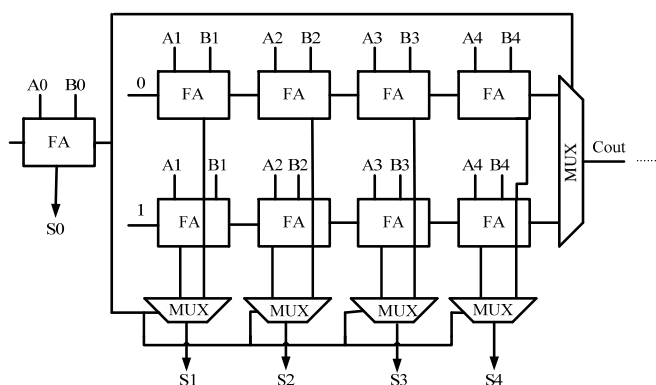 A1 B1 A2 B2 A3 B3 A4 B4
0 FA FA FA FA
A0 B0
FA
MUX Cout ......
A1 B1 A2 B2 A3 B3 A4 B4
1 FA FA FA FA
S0
MUX MUX MUX MUX
S1 S2 S3 S4